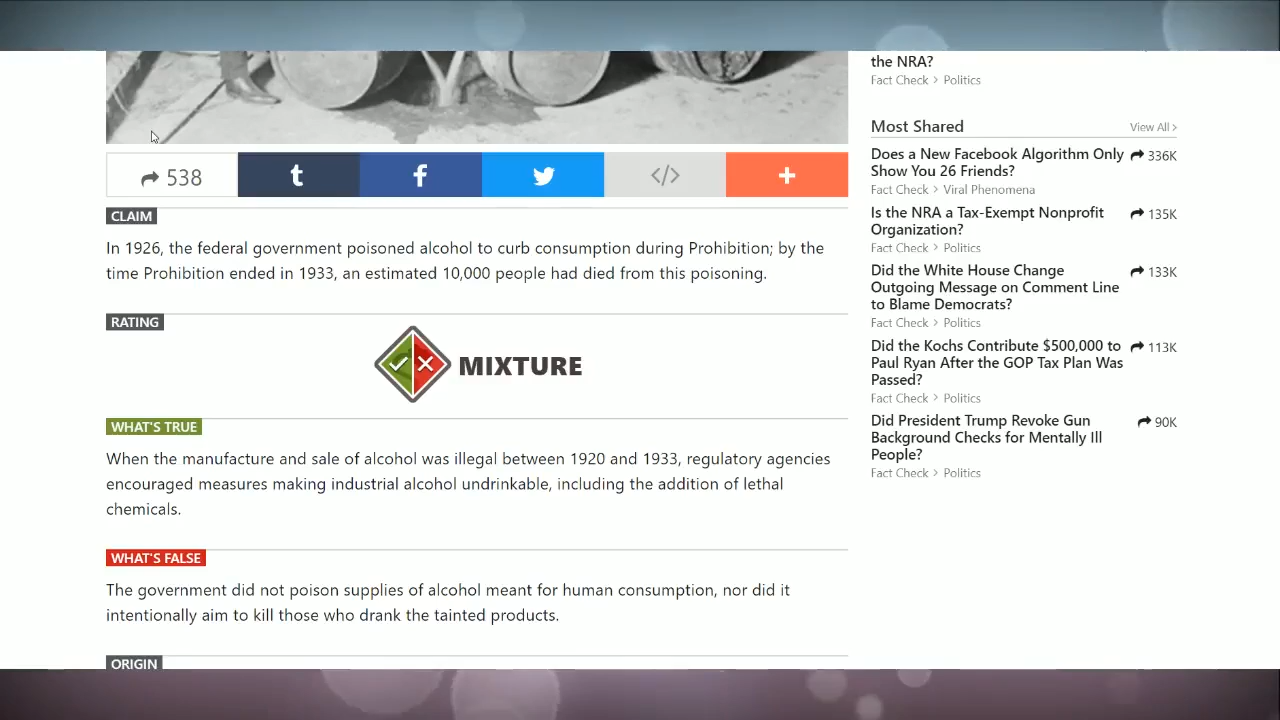 538
CLAIM
In 1926, the federal government poisoned alcohol to curb consumption during Prohibition; by the
time Prohibition ended in 1933, an estimated 10,000 people had died from this poisoning.
RATING
MIXTURE
WHAT'S TRUE
When the manufacture and sale of alcohol was illegal between 1920 and 1933, regulatory agencies
encouraged measures making industrial alcohol undrinkable, including the addition of lethal
chemicals.
WHAT'S FALSE
The government did not poison supplies of alcohol meant for human consumption, nor did it
intentionally aim to kill those who drank the tainted products.
ORIGIN
the NRA?
Fact Check > Politics
Most Shared View All >
Does a New Facebook Algorithm Only 336K
Show You 26 Friends?
Fact Check > Viral Phenomena
Is the NRA a Tax-Exempt Nonprofit 135K
Organization?
Fact Check > Politics
Did the White House Change 133K
Outgoing Message on Comment Line
to Blame Democrats?
Fact Check > Politics
Did the Kochs Contribute $500,000 to 113K
Paul Ryan After the GOP Tax Plan Was
Passed?
Fact Check > Politics
Did President Trump Revoke Gun 90K
Background Checks for Mentally Ill
People?
Fact Check > Politics